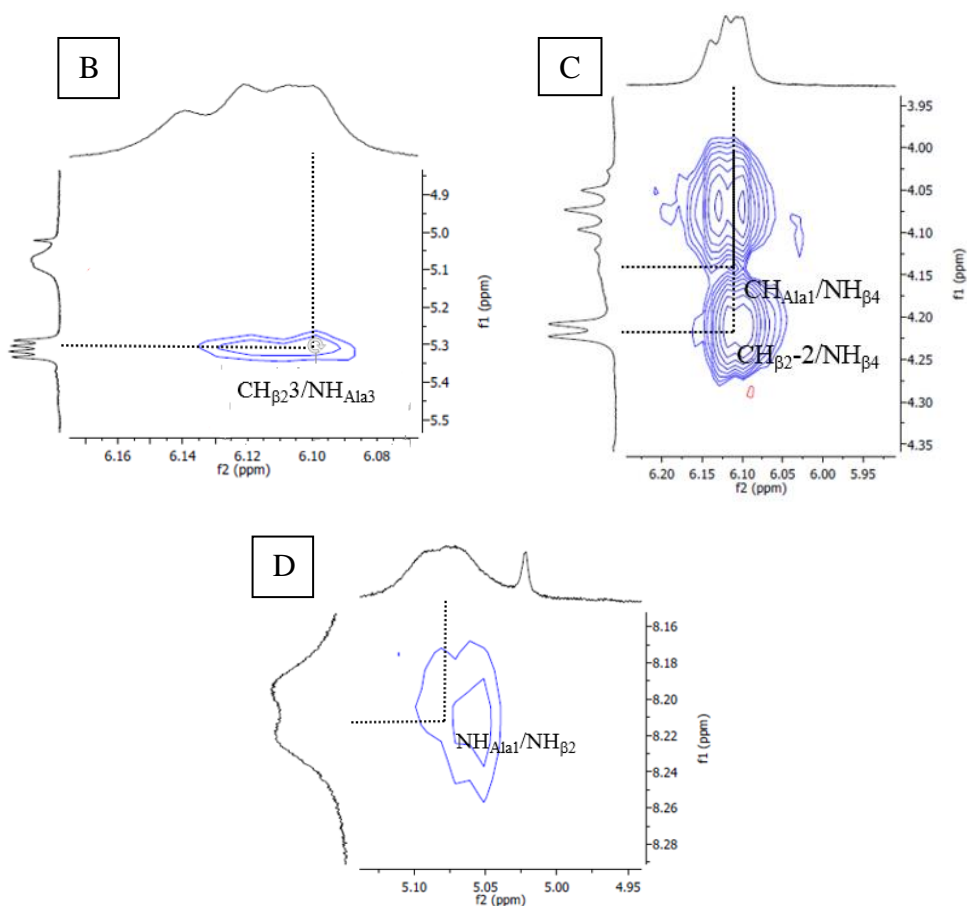 B
4.9
5.0
5.1
5.2
5.3
5.4
5.5
f1 (ppm)
CHβ23/NHAla3
6.16 6.14 6.12 6.10 6.08
f2 (ppm)
C
3.95
4.00
4.05
4.10
4.15
4.20
4.25
4.30
4.35
f1 (ppm)
CHAla1/NHβ4
CHβ2-2/NHβ4
6.20 6.15 6.10 6.05 6.00 5.95
f2 (ppm)
D
8.16
8.18
8.20
8.22
8.24
8.26
8.28
f1 (ppm)
NHAla1/NHβ2
5.10 5.05 5.00 4.95
f2 (ppm)